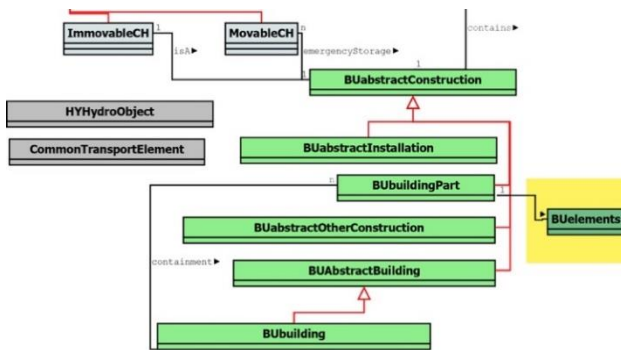 ImmovableCH
1
MovableCH
n
contains
isA
emergencyStorage
1
1
BUabstractConstruction
HYHydroObject
CommonTransportElement
BUabstractInstallation
n
BUbuildingPart
1
BUelements
BUabstractOtherConstruction
containment
BUAbstractBuilding
BUbuilding